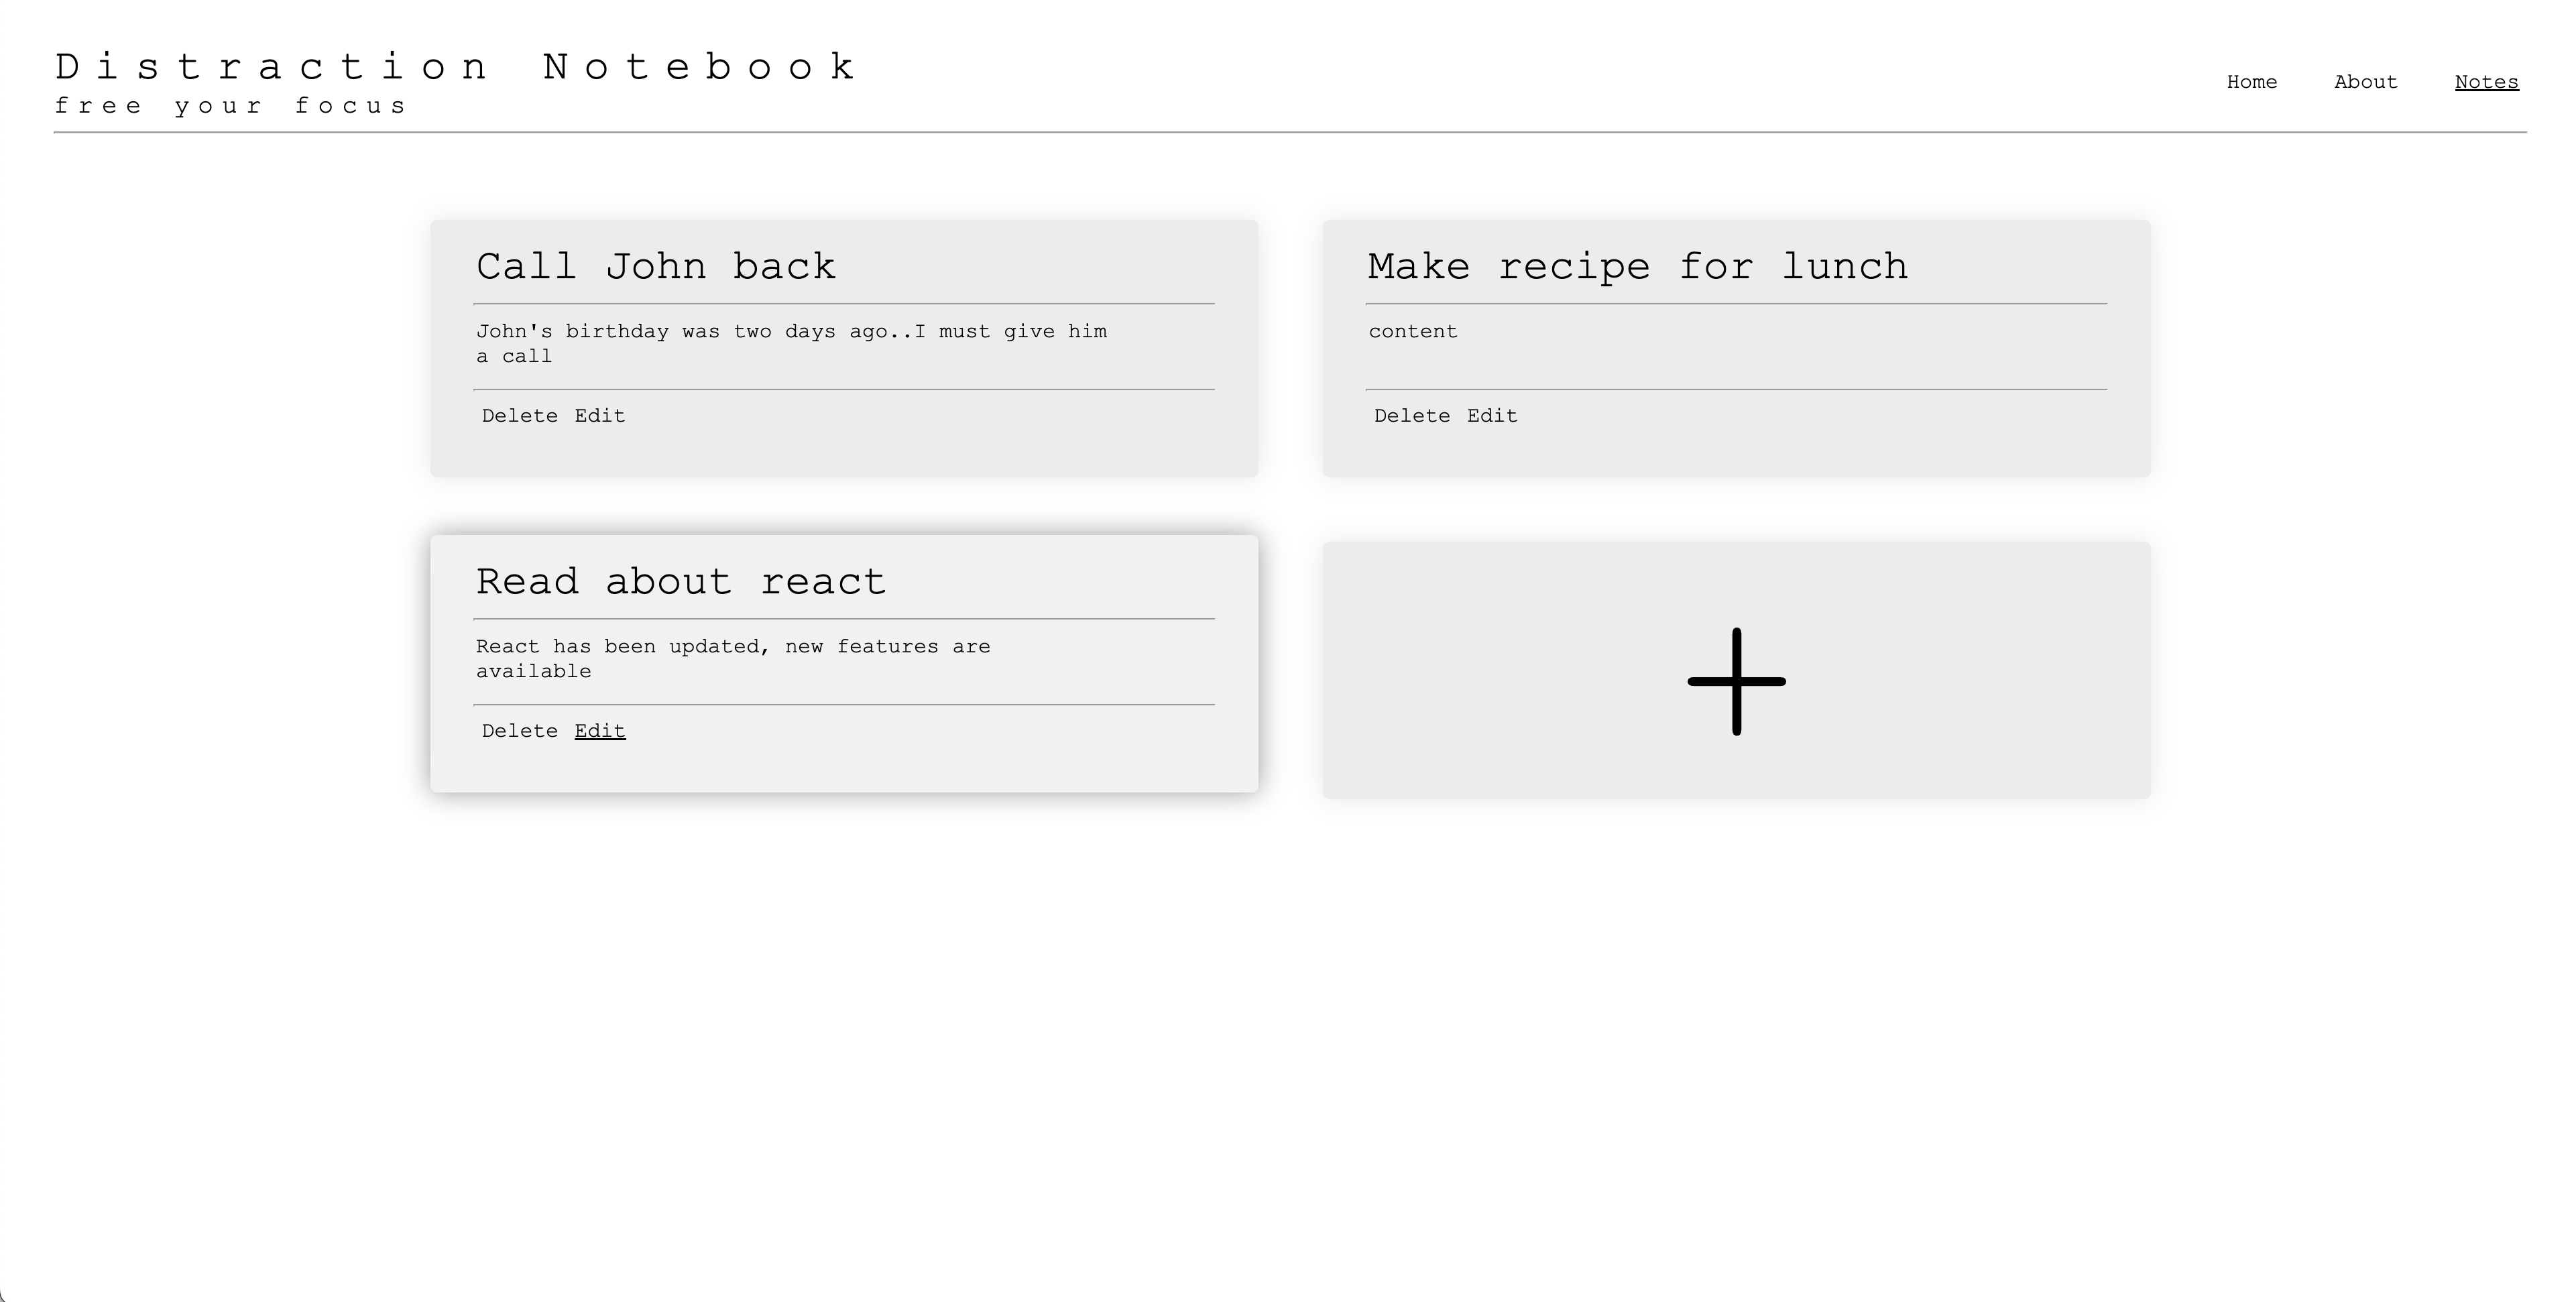 Distraction Notebook
free your focus
Home About Notes
Call John back
John's birthday was two days ago..I must give him
a call
Delete Edit
Make recipe for lunch
content
Delete Edit
Read about react
React has been updated, new features are
available
Delete Edit